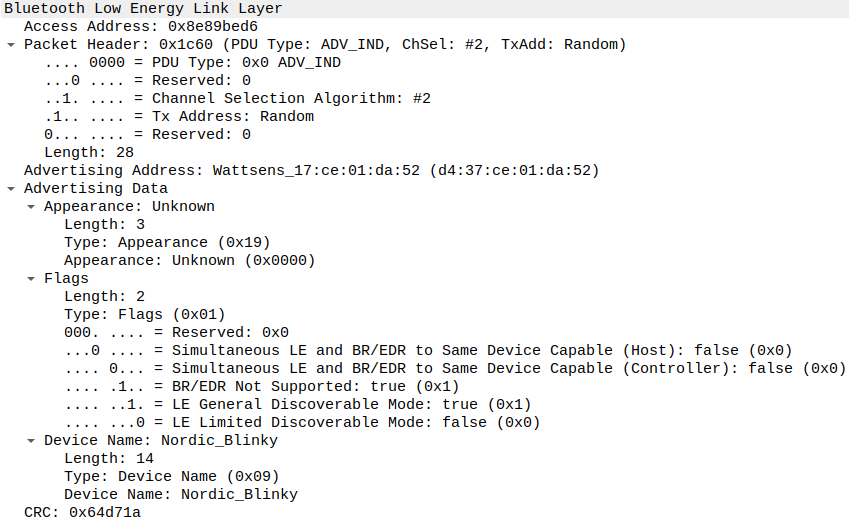 Bluetooth Low Energy Link Layer
Access Address: 0x8e89bed6
Packet Header: 0x1c60 (PDU Type: ADV_IND, ChSel: #2, TxAdd: Random)
.... 0000 = PDU Type: 0x0 ADV_IND
...0 .... = Reserved: 0
..1. .... = Channel Selection Algorithm: #2
.1.. .... = Tx Address: Random
0... .... = Reserved: 0
Length: 28
Advertising Address: Wattsens_17:ce:01:da:52 (d4:37:ce:01:da:52)
Advertising Data
Appearance: Unknown
Length: 3
Type: Appearance (0x19)
Appearance: Unknown (0x0000)
Flags
Length: 2
Type: Flags (0x01)
000. .... = Reserved: 0x0
...0 .... = Simultaneous LE and BR/EDR to Same Device Capable (Host): false (0x0)
.... 0... = Simultaneous LE and BR/EDR to Same Device Capable (Controller): false (0x0)
.... .1.. = BR/EDR Not Supported: true (0x1)
.... ..1. = LE General Discoverable Mode: true (0x1)
.... ...0 = LE Limited Discoverable Mode: false (0x0)
Device Name: Nordic_Blinky
Length: 14
Type: Device Name (0x09)
Device Name: Nordic_Blinky
CRC: 0x64d71a